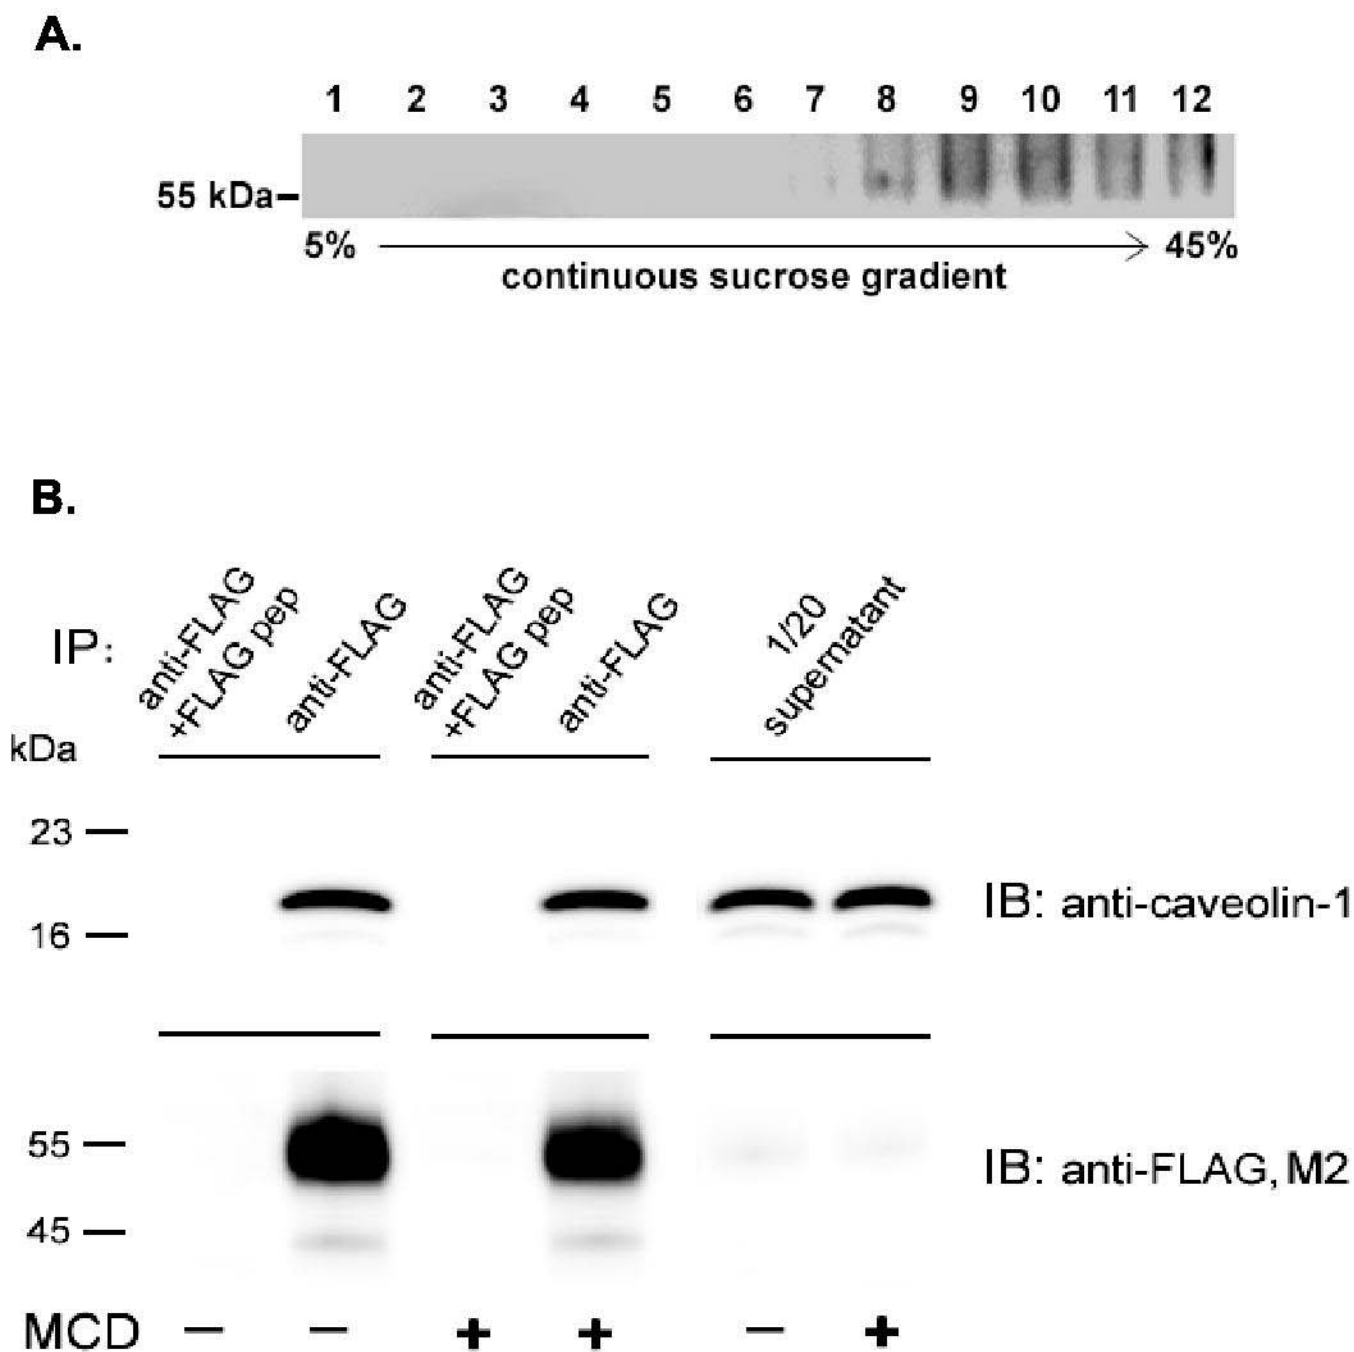 A.
1 2 3 4 5 6 7 8 9 10 11 12
55 kDa
5% 45%
continuous sucrose gradient
B.
IP:
anti-FLAG
+FLAG pep
anti-FLAG
anti-FLAG
+FLAG pep
anti-FLAG
1/20
supernatant
kDa
23
16
IB: anti-caveolin-1
55
45
IB: anti-FLAG, M2
MCD − − + + − +